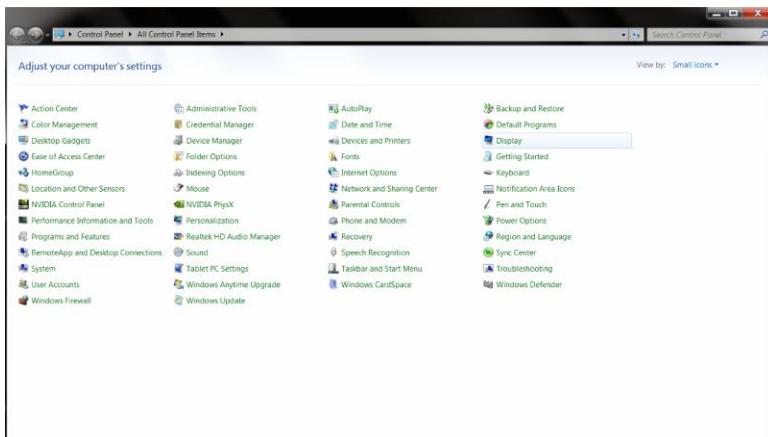 Control Panel All Control Panel Items Search Control Panel
Adjust your computer's settings View by: Small icons
Action Center Administrative Tools AutoPlay Backup and Restore
Color Management Credential Manager Date and Time Default Programs
Desktop Gadgets Device Manager Devices and Printers Display
Ease of Access Center Folder Options Fonts Getting Started
HomeGroup Indexing Options Internet Options Keyboard
Location and Other Sensors Mouse Network and Sharing Center Notification Area Icons
NVIDIA Control Panel NVIDIA PhysX Parental Controls Pen and Touch
Performance Information and Tools Personalization Phone and Modem Power Options
Programs and Features Realtek HD Audio Manager Recovery Region and Language
RemoteApp and Desktop Connections Sound Speech Recognition Sync Center
System Tablet PC Settings Taskbar and Start Menu Troubleshooting
User Accounts Windows Anytime Upgrade Windows CardSpace Windows Defender
Windows Firewall Windows Update